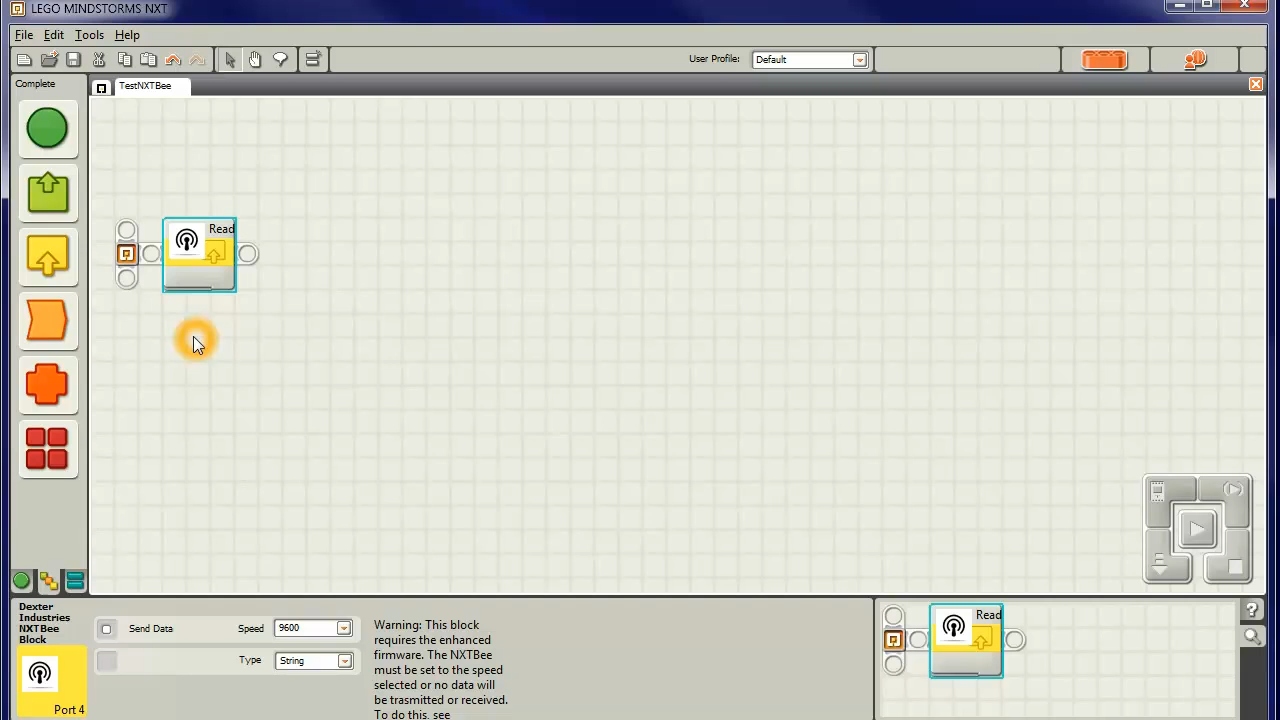 LEGO MINDSTORMS NXT
File Edit Tools Help
User Profile: Default
Complete
TestNXTBee
Read
Dexter
Industries
NXTBee
Block
Port 4
Send Data
Speed 9600
Type String
Warning: This block
requires the enhanced
firmware. The NXTBee
must be set to the speed
selected or no data will
be trasmitted or received.
To do this, see
Read
?